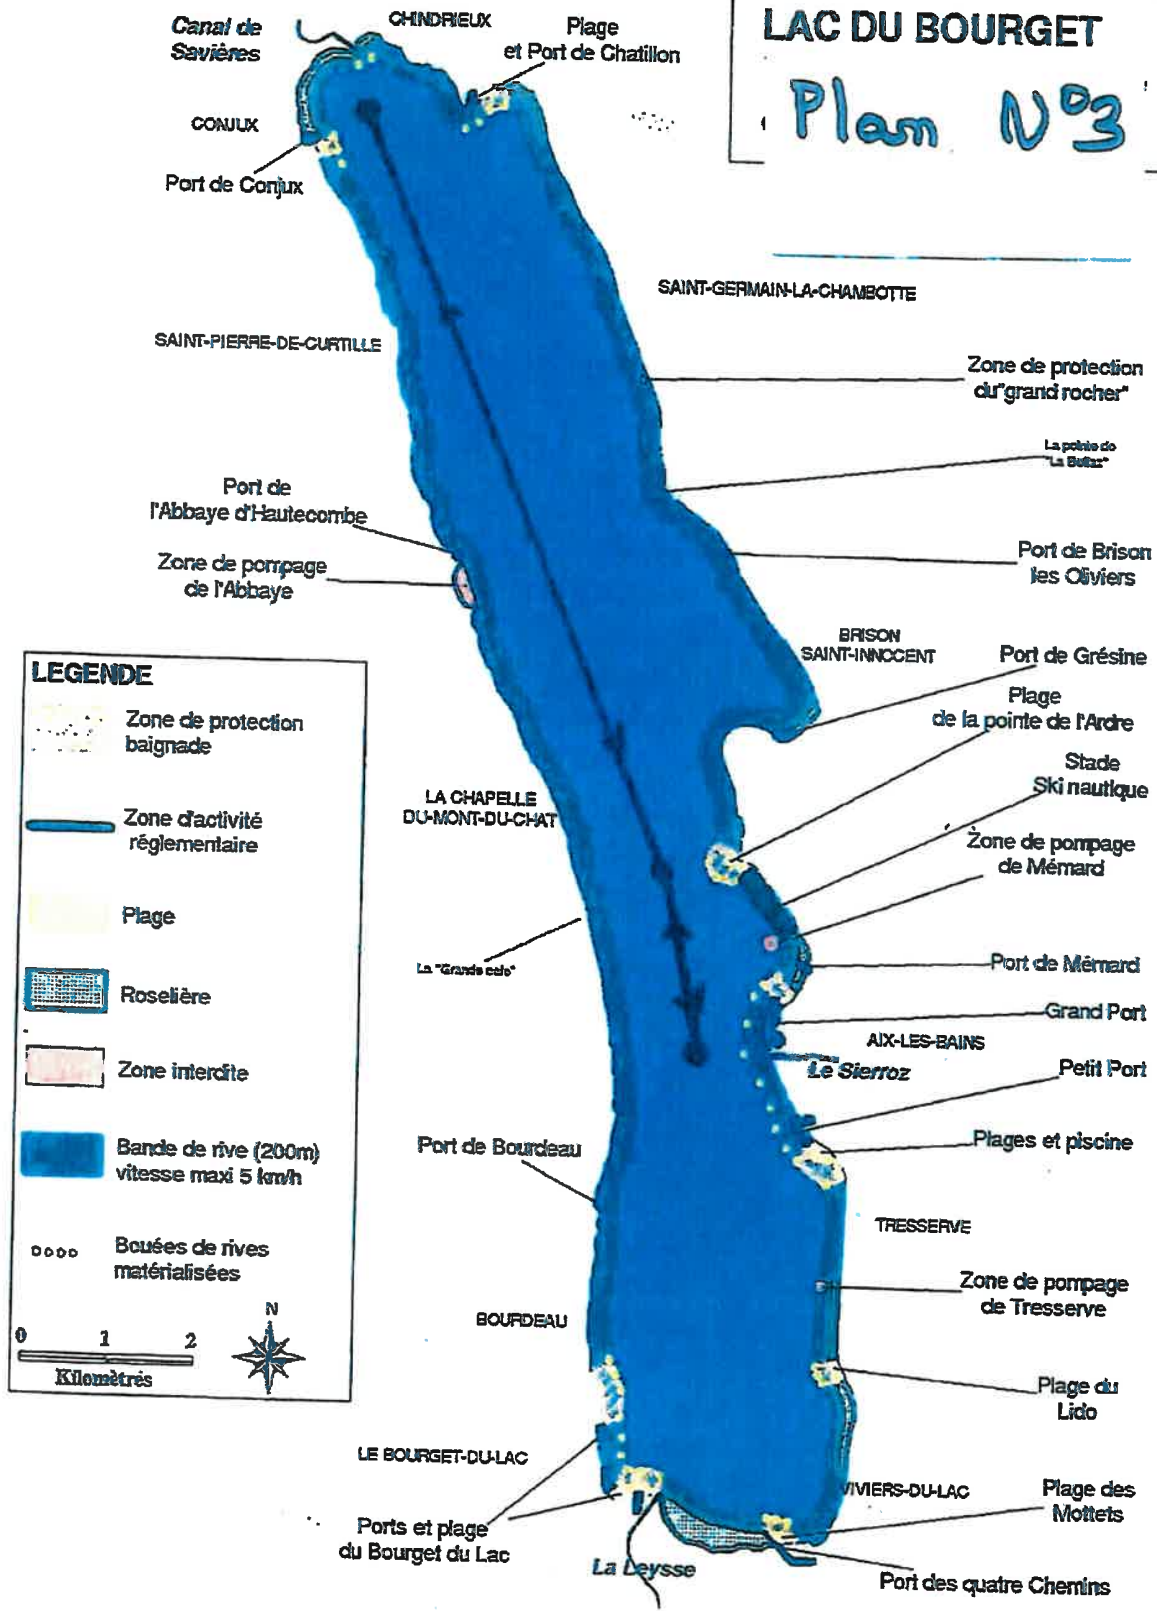 LAC DU BOURGET
Plan N°3
Canal de
Savières
CHINDRIEUX
Plage
et Port de Chatillon
CONJUX
Port de Conjux
SAINT-GERMAIN-LA-CHAMBOTTE
SAINT-PIERRE-DE-CURTILLE
Zone de protection
du"grand rocher"
La pointe de
Port de
l'Abbaye d'Hautecombe
Zone de pompage
de l'Abbaye
Port de Brison
les Oliviers
BRISON
SAINT-INNOCENT
Port de Grésine
Plage
de la pointe de l'Ardre
Stade
Ski nautique
Zone de pompage
de Mémard
LA CHAPELLE
DU-MONT-DU-CHAT
La "Grande cale"
Port de Mémard
Grand Port
AIX-LES-BAINS
Le Sierroz
Petit Port
Port de Bourdeau
Plages et piscine
TRESSERVE
Zone de pompage
de Tresserve
BOURDEAU
Plage du
Lido
LE BOURGET-DU-LAC
VIVIERS-DU-LAC
Plage des
Mottets
Ports et plage
du Bourget du Lac
La Leysse
Port des quatre Chemins
LEGENDE
Zone de protection
baignade
Zone d'activité
réglementaire
Plage
Roselière
Zone interdite
Bande de rive (200m)
vitesse maxi 5 km/h
Bouées de rives
matérialisées
N
0 1 2
Kilomètres